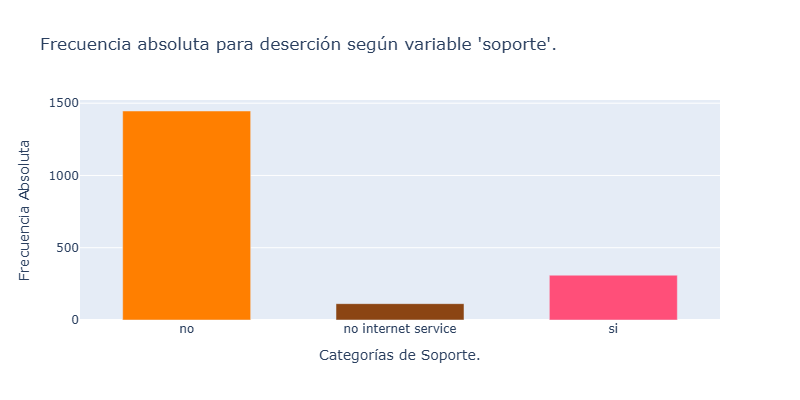 Frecuencia absoluta para deserción según variable 'soporte'.
Frecuencia Absoluta
1500
1000
500
0
no
no internet service
si
Categorías de Soporte.